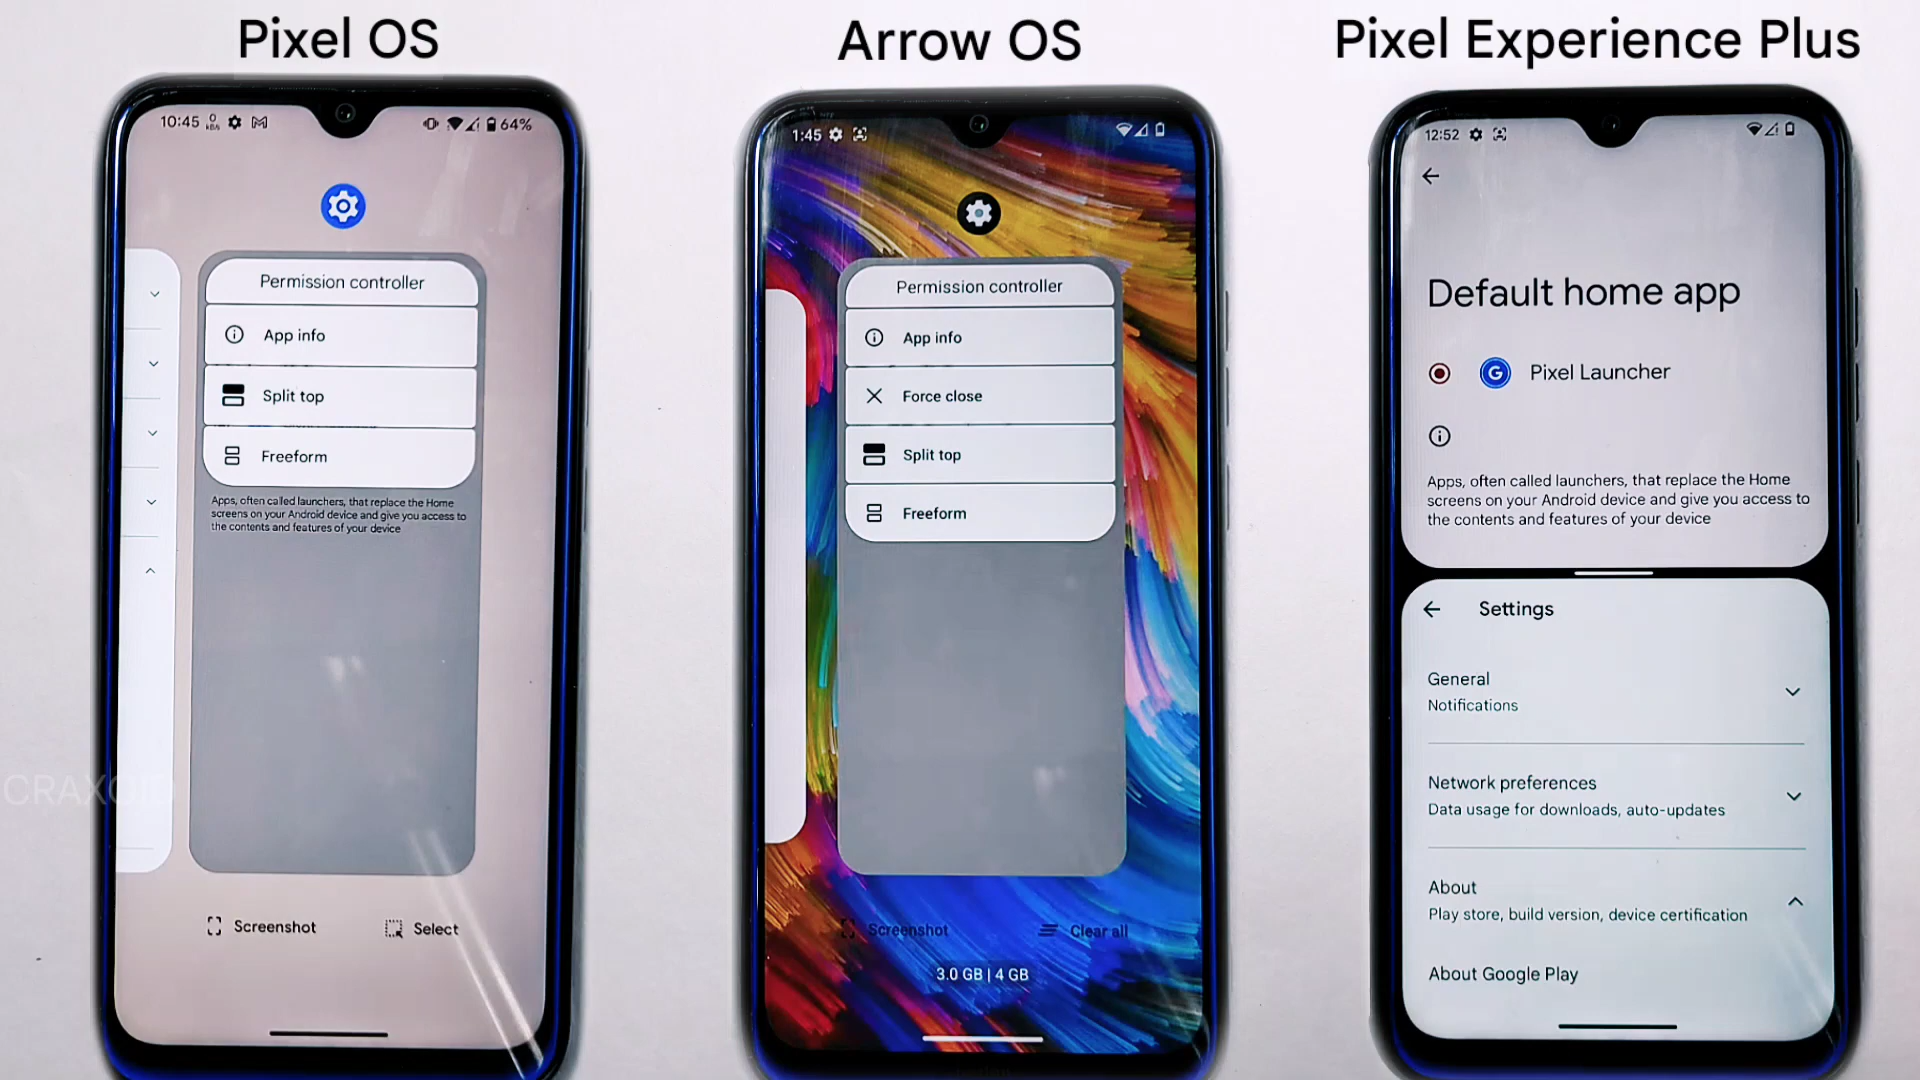 Pixel OS
10:45 0 KB/s 64%
Permission controller
App info
Split top
Freeform
Apps, often called launchers, that replace the Home
screens on your Android device and give you access to
the contents and features of your device
Screenshot Select
CRAXOID
Arrow OS
1:45
Permission controller
App info
Force close
Split top
Freeform
Screenshot Clear all
3.0 GB | 4 GB
Pixel Experience Plus
12:52
Default home app
Pixel Launcher
Apps, often called launchers, that replace the Home
screens on your Android device and give you access to
the contents and features of your device
Settings
General
Notifications
Network preferences
Data usage for downloads, auto-updates
About
Play store, build version, device certification
About Google Play